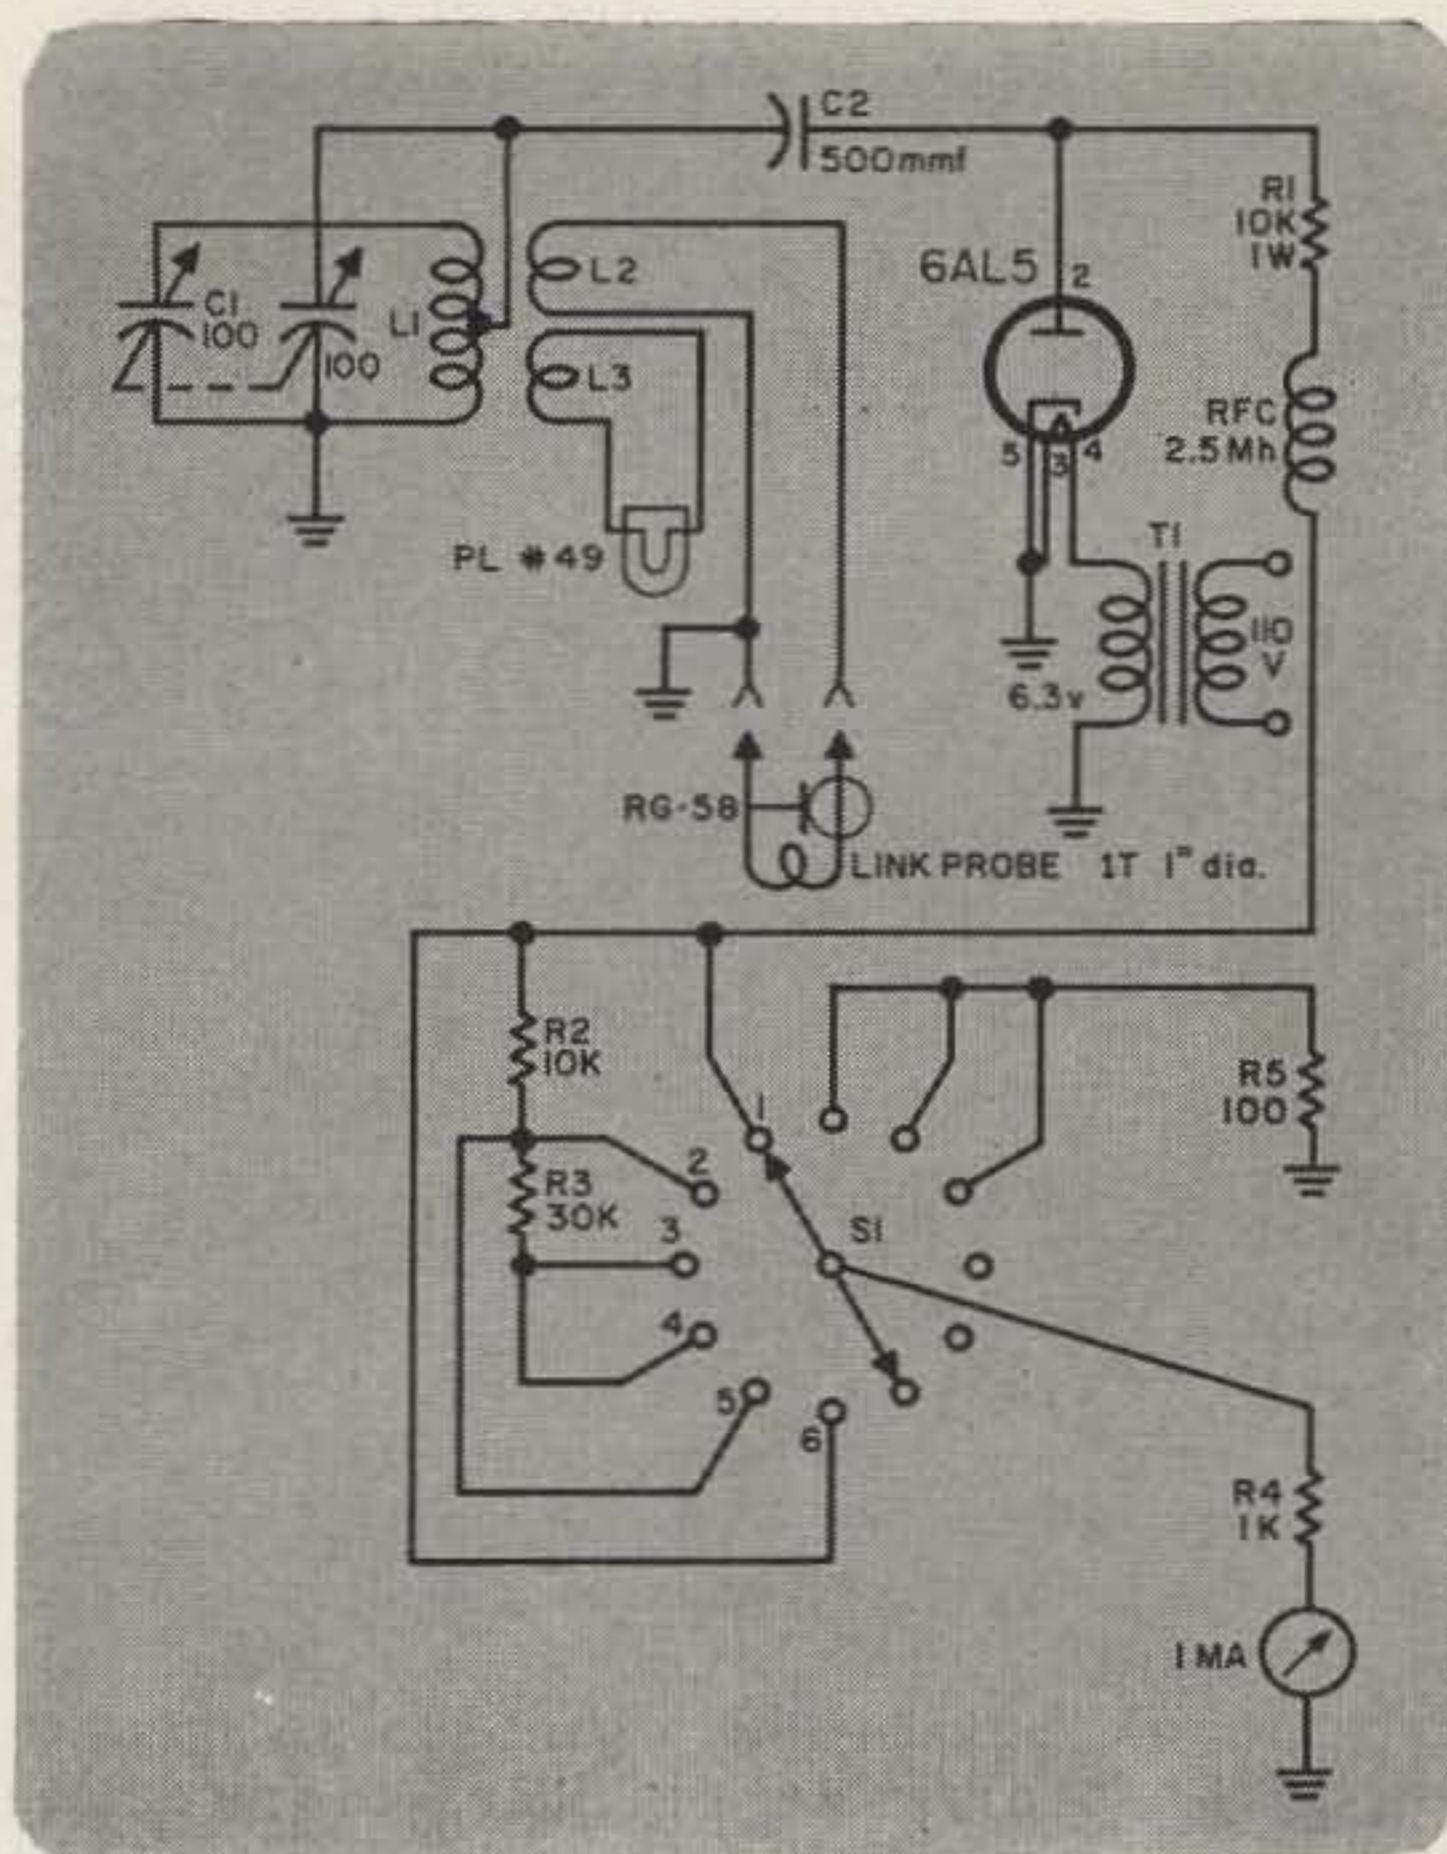 C2
500mmf
R1
10K
1W
6AL5
2
L2
C1
100
L1
100
L3
RFC
2.5Mh
5
3
4
T1
PL #49
110
V
6.3v
RG-58
LINK PROBE 1T 1" dia.
R2
10K
R5
100
1
2
R3
30K
3
S1
4
5
6
R4
1K
1 MA